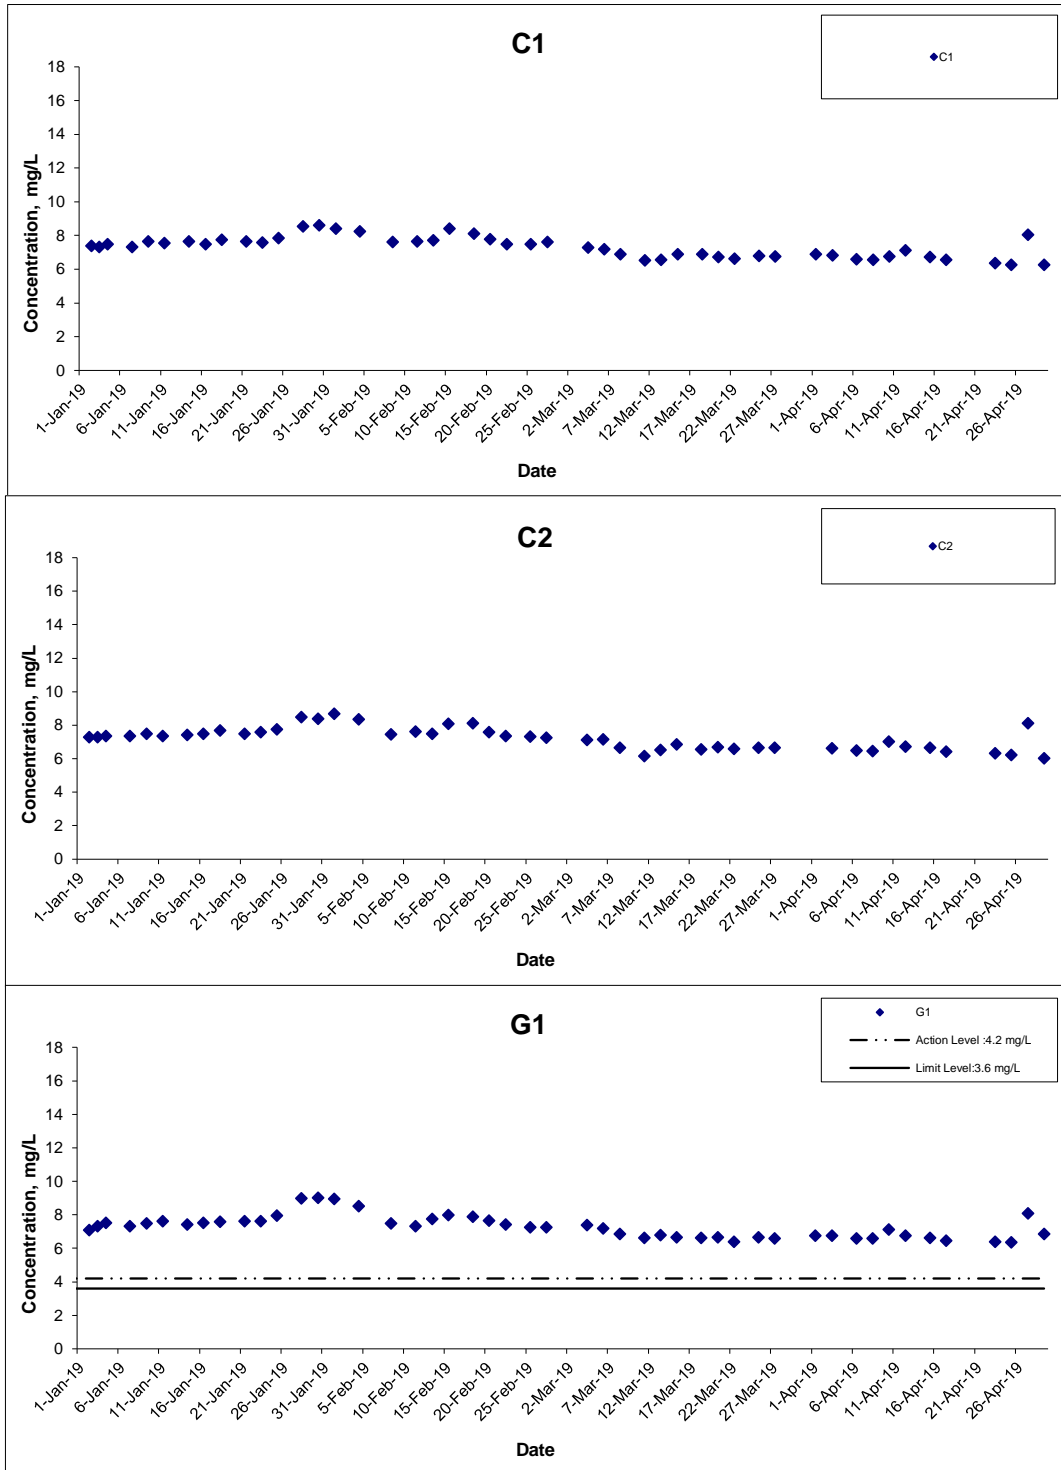 C1
C1
18
16
14
12
10
8
6
4
2
0
Concentration, mg/L
1-Jan-19 6-Jan-19 11-Jan-19 16-Jan-19 21-Jan-19 26-Jan-19 31-Jan-19 5-Feb-19 10-Feb-19 15-Feb-19 20-Feb-19 25-Feb-19 2-Mar-19 7-Mar-19 12-Mar-19 17-Mar-19 22-Mar-19 27-Mar-19 1-Apr-19 6-Apr-19 11-Apr-19 16-Apr-19 21-Apr-19 26-Apr-19
Date
C2
C2
18
16
14
12
10
8
6
4
2
0
Concentration, mg/L
1-Jan-19 6-Jan-19 11-Jan-19 16-Jan-19 21-Jan-19 26-Jan-19 31-Jan-19 5-Feb-19 10-Feb-19 15-Feb-19 20-Feb-19 25-Feb-19 2-Mar-19 7-Mar-19 12-Mar-19 17-Mar-19 22-Mar-19 27-Mar-19 1-Apr-19 6-Apr-19 11-Apr-19 16-Apr-19 21-Apr-19 26-Apr-19
Date
G1
G1
Action Level :4.2 mg/L
Limit Level:3.6 mg/L
18
16
14
12
10
8
6
4
2
0
Concentration, mg/L
1-Jan-19 6-Jan-19 11-Jan-19 16-Jan-19 21-Jan-19 26-Jan-19 31-Jan-19 5-Feb-19 10-Feb-19 15-Feb-19 20-Feb-19 25-Feb-19 2-Mar-19 7-Mar-19 12-Mar-19 17-Mar-19 22-Mar-19 27-Mar-19 1-Apr-19 6-Apr-19 11-Apr-19 16-Apr-19 21-Apr-19 26-Apr-19
Date